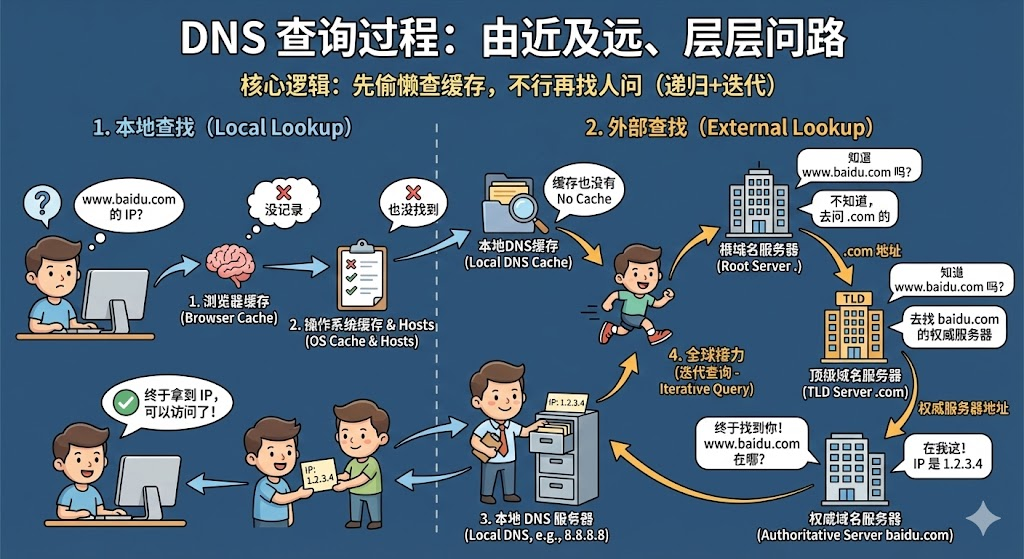 DNS 查询过程：由近及远、层层问路
核心逻辑：先偷懒查缓存，不行再找人问（递归+迭代）
1. 本地查找（Local Lookup）
2. 外部查找（External Lookup）
?
www.baidu.com
的 IP?
没记录
也没找到
1. 浏览器缓存
(Browser Cache)
2. 操作系统缓存 & Hosts
(OS Cache & Hosts)
缓存也没有
No Cache
本地DNS缓存
(Local DNS Cache)
知道
www.baidu.com 吗?
不知道，
去问 .com 的
根域名服务器
(Root Server .)
.com 地址
知道
www.baidu.com 吗?
去找 baidu.com
的权威服务器
TLD
顶级域名服务器
(TLD Server .com)
权威服务器地址
4. 全球接力
(迭代查询 -
Iterative Query)
终于找到你!
www.baidu.com
在哪?
在我这!
IP 是 1.2.3.4
权威域名服务器
(Authoritative Server baidu.com)
IP: 1.2.3.4
3. 本地 DNS 服务器
(Local DNS, e.g., 8.8.8.8)
IP:
1.2.3.4
终于拿到 IP,
可以访问了!